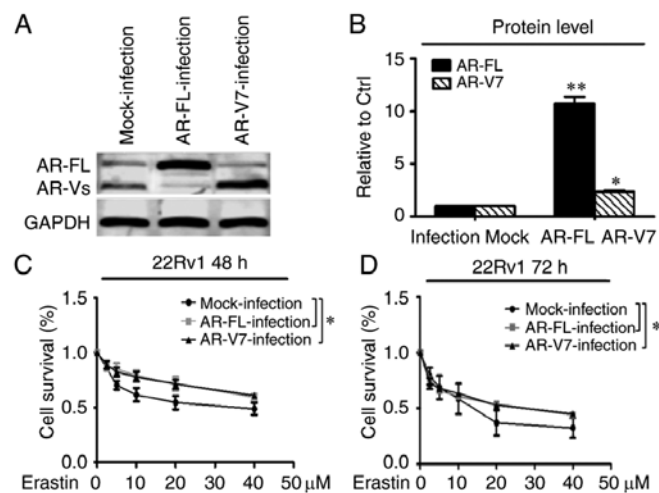 A
Mock-infection
AR-FL-infection
AR-V7-infection
AR-FL
AR-Vs
GAPDH
B
Protein level
AR-FL
AR-V7
**
*
Relative to Ctrl
15
10
5
0
Infection Mock AR-FL AR-V7
C
22Rv1 48 h
Mock-infection
AR-FL-infection
AR-V7-infection
*
Cell survival (%)
1.5
1.0
0.5
0.0
0 10 20 30 40 50
Erastin μM
D
22Rv1 72 h
Mock-infection
AR-FL-infection
AR-V7-infection
*
Cell survival (%)
1.5
1.0
0.5
0.0
0 10 20 30 40 50
Erastin μM